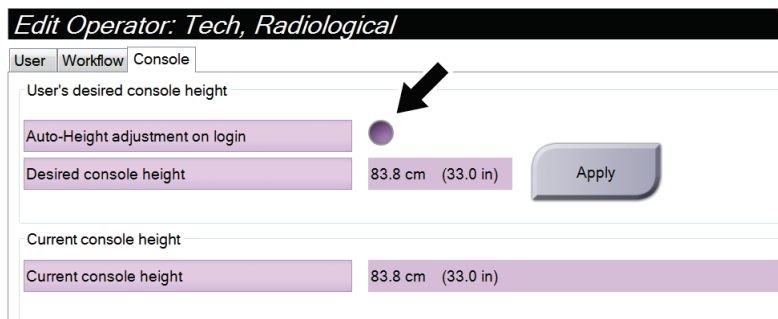 Edit Operator: Tech, Radiological
User Workflow Console
User's desired console height
Auto-Height adjustment on login
Desired console height 83.8 cm (33.0 in) Apply
Current console height
Current console height 83.8 cm (33.0 in)